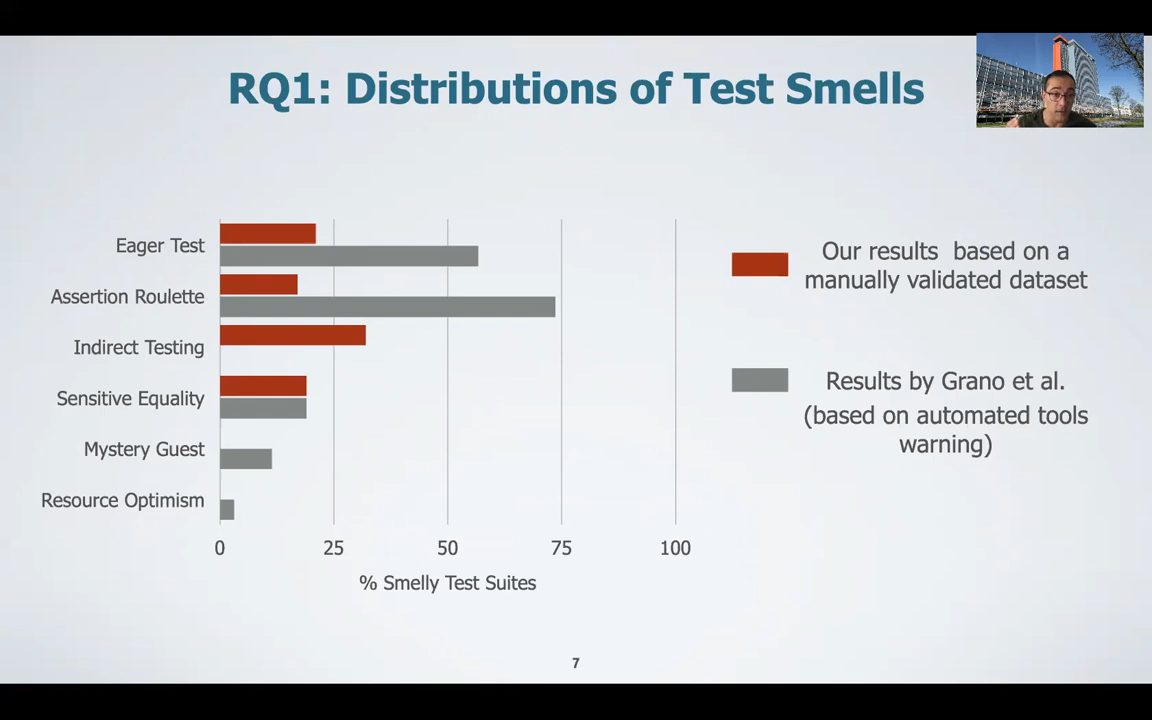 RQ1: Distributions of Test Smells
Eager Test
Assertion Roulette
Indirect Testing
Sensitive Equality
Mystery Guest
Resource Optimism
0 25 50 75 100
% Smelly Test Suites
Our results based on a
manually validated dataset
Results by Grano et al.
(based on automated tools
warning)
7